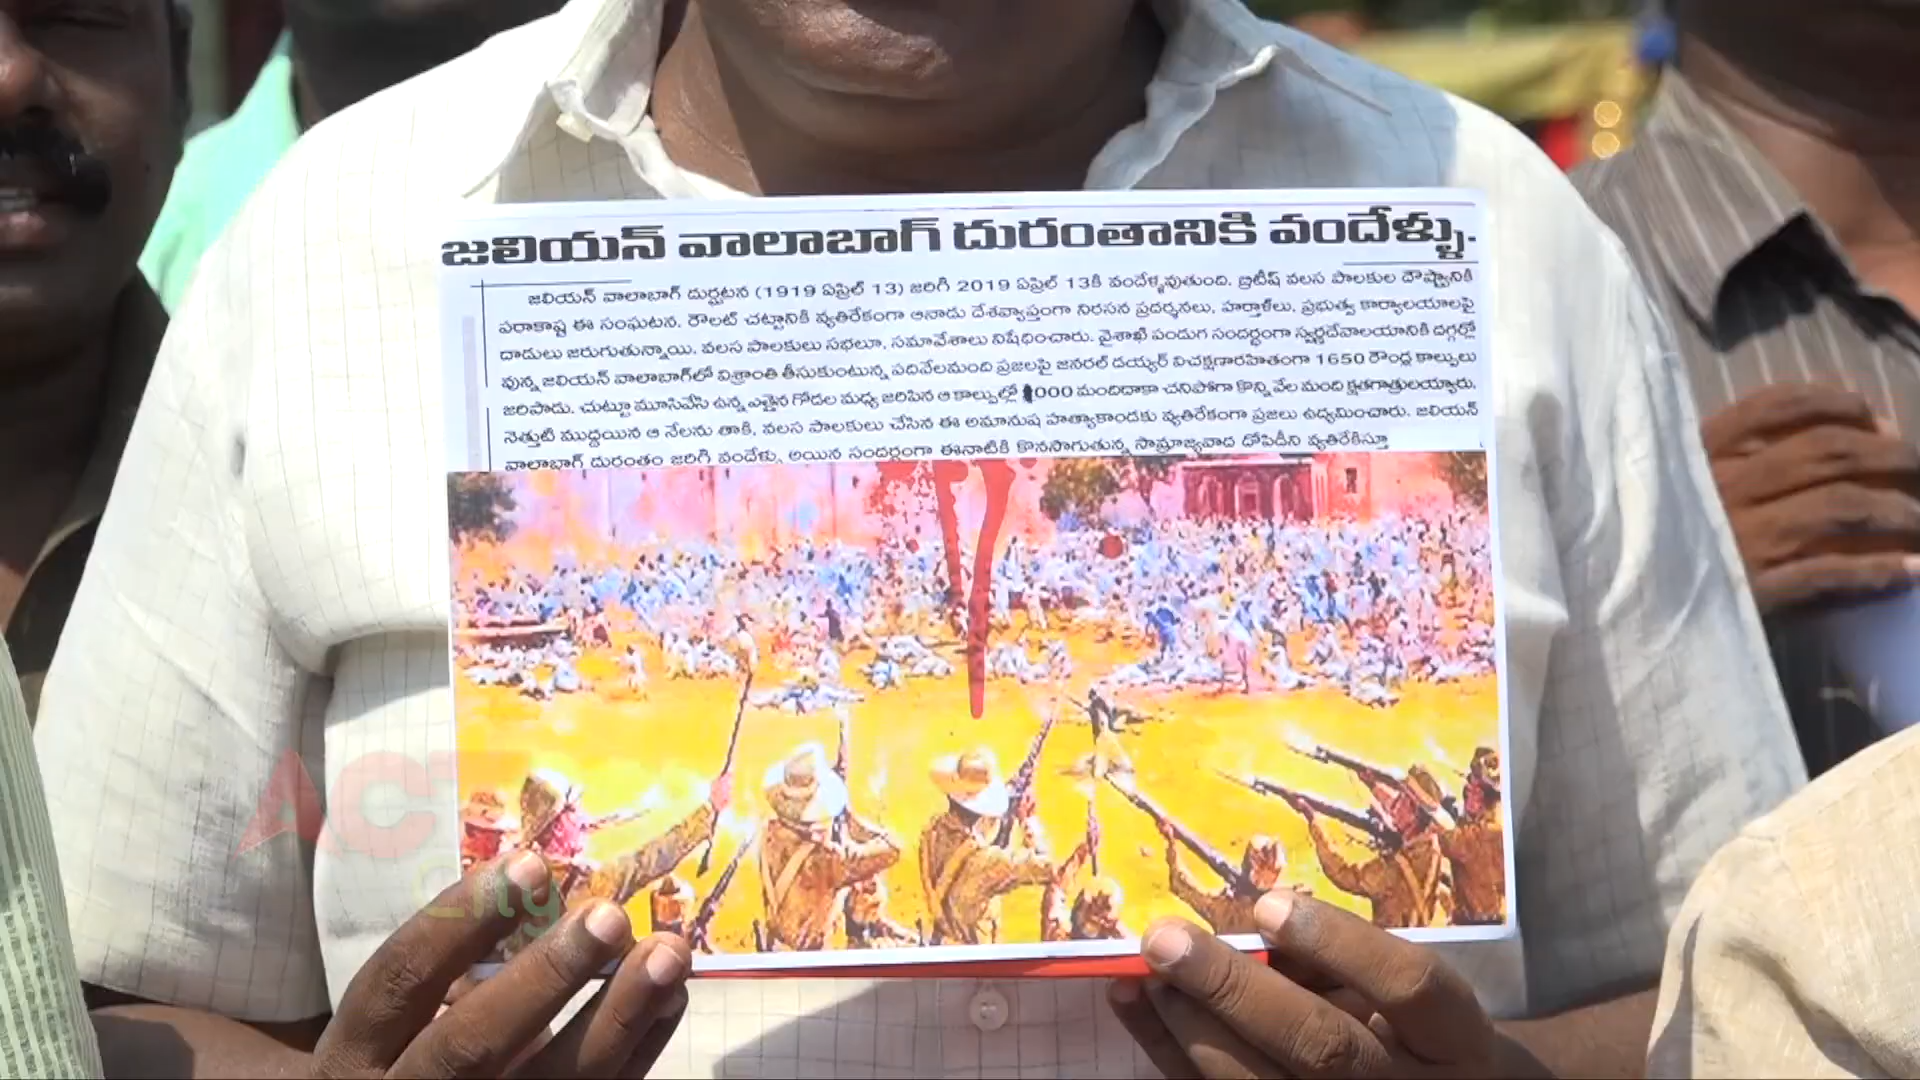 జలియన్ వాలాబాగ్ దురంతానికి వందేళ్ళు.
జలియన్ వాలాబాగ్ దుర్ఘటన (1919 ఏప్రిల్ 13) జరిగి 2019 ఏప్రిల్ 13కి వందేళ్ళవుతుంది. బ్రిటీష్ వలస పాలకుల దౌష్ట్యానికి
పరాకాష్ట ఈ సంఘటన. రౌలట్ చట్టానికి వ్యతిరేకంగా ఆనాడు దేశవ్యాప్తంగా నిరసన ప్రదర్శనలు, హర్తాళ్లు, ప్రభుత్వ కార్యాలయాలపై
దాడులు జరుగుతున్నాయి. వలస పాలకులు సభలూ, సమావేశాలు నిషేధించారు. వైశాఖి పండుగ సందర్భంగా స్వర్ణదేవాలయానికి దగ్గర్లో
వున్న జలియన్ వాలాబాగ్‌లో విశ్రాంతి తీసుకుంటున్న పదివేలమంది ప్రజలపై జనరల్ డయ్యర్ విచక్షణారహితంగా 1650 రౌండ్ల కాల్పులు
జరిపాడు. చుట్టూ మూసివేసి ఉన్న ఎత్తైన గోడల మధ్య జరిపిన ఆ కాల్పుల్లో 1000 మందిదాకా చనిపోగా కొన్ని వేల మంది క్షతగాత్రులయ్యారు.
నెత్తుటి ముద్దయిన ఆ నేలను తాకి, వలస పాలకులు చేసిన ఈ అమానుష హత్యాకాండకు వ్యతిరేకంగా ప్రజలు ఉద్యమించారు. జలియన్
వాలాబాగ్ దురంతం జరిగి వందేళ్ళు, అయిన సందర్భంగా ఈనాటికి కొనసాగుతున్న సామ్రాజ్యవాద దోపిడీని వ్యతిరేకిస్తూ
ACT
City